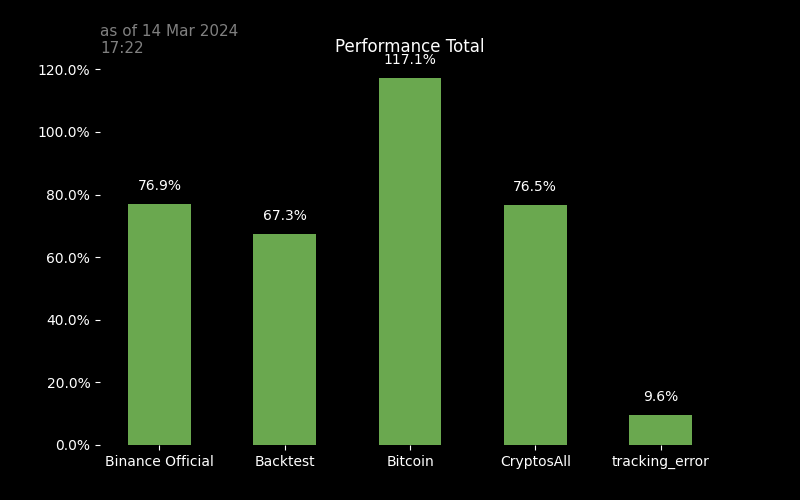 as of 14 Mar 2024
17:22
Performance Total
120.0%
100.0%
80.0%
60.0%
40.0%
20.0%
0.0%
76.9%
67.3%
117.1%
76.5%
9.6%
Binance Official
Backtest
Bitcoin
CryptosAll
tracking_error